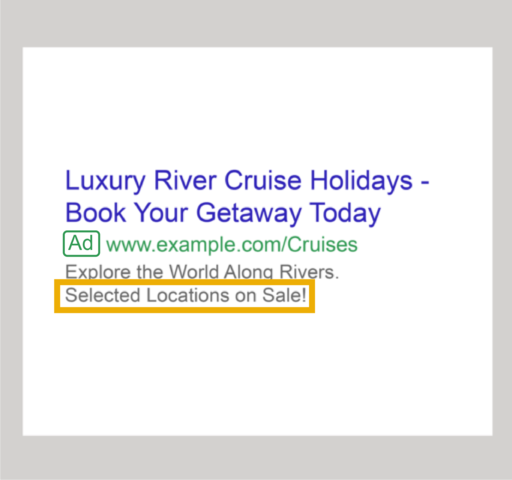 Luxury River Cruise Holidays -
Book Your Getaway Today
Ad www.example.com/Cruises
Explore the World Along Rivers.
Selected Locations on Sale!